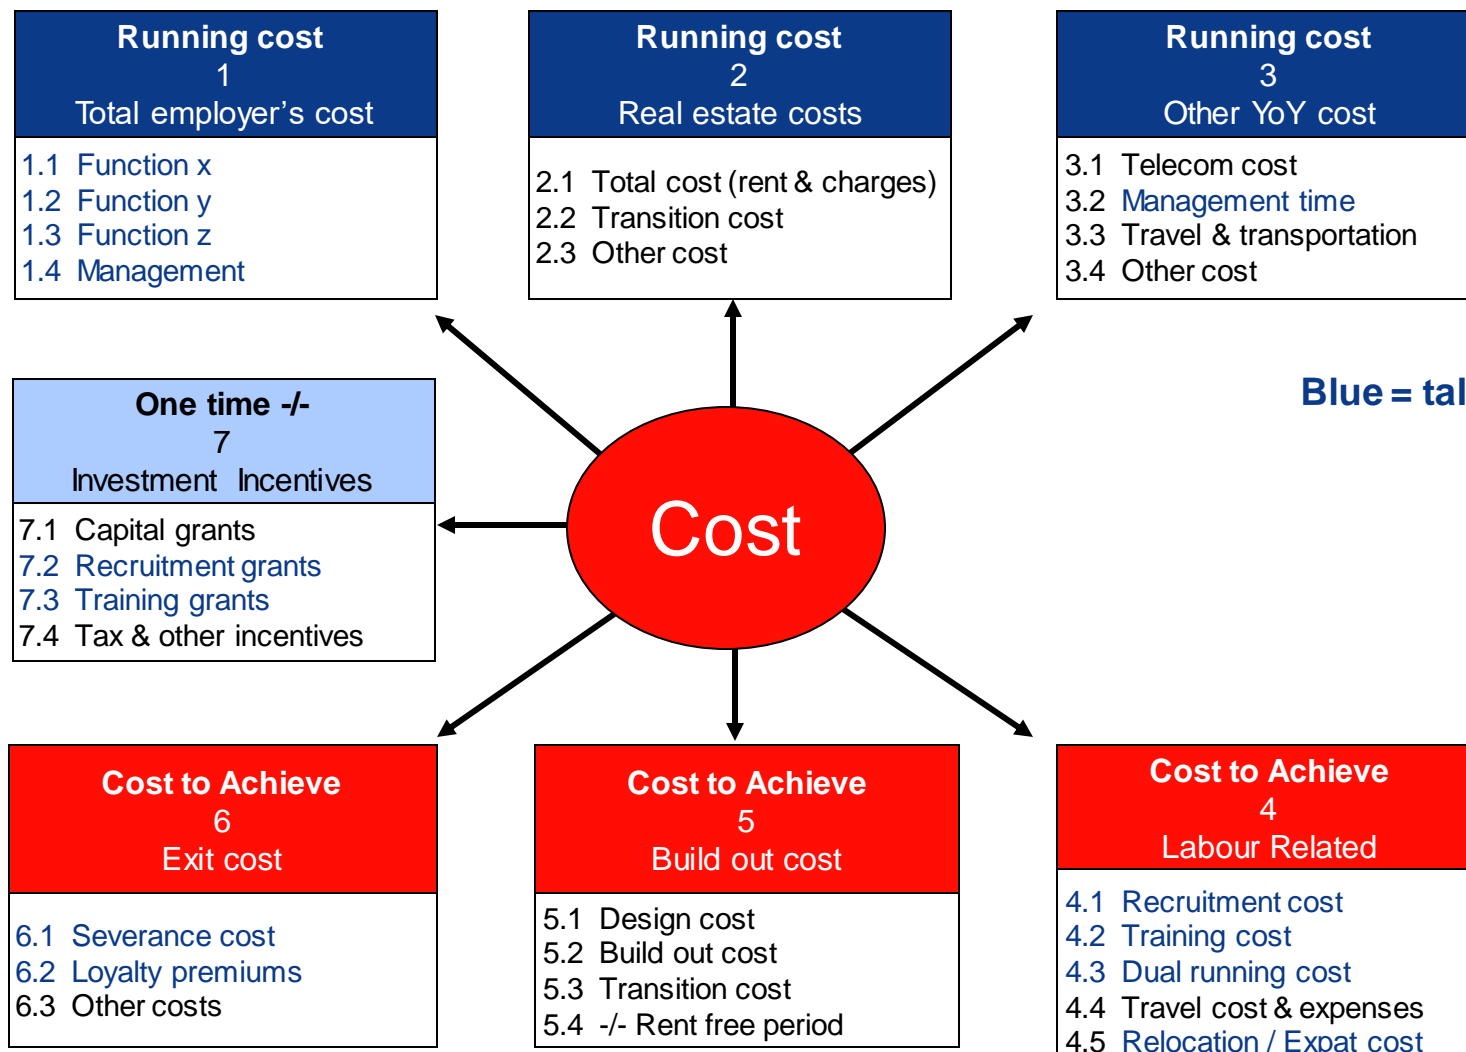 Running cost
1
Total employer's cost
1.1 Function x
1.2 Function y
1.3 Function z
1.4 Management
Running cost
2
Real estate costs
2.1 Total cost (rent & charges)
2.2 Transition cost
2.3 Other cost
Running cost
3
Other YoY cost
3.1 Telecom cost
3.2 Management time
3.3 Travel & transportation
3.4 Other cost
One time -/-
7
Investment Incentives
7.1 Capital grants
7.2 Recruitment grants
7.3 Training grants
7.4 Tax & other incentives
Cost
Blue =
Cost to Achieve
6
Exit cost
6.1 Severance cost
6.2 Loyalty premiums
6.3 Other costs
Cost to Achieve
5
Build out cost
5.1 Design cost
5.2 Build out cost
5.3 Transition cost
5.4 -/- Rent free period
Cost to Achieve
4
Labour Related
4.1 Recruitment cost
4.2 Training cost
4.3 Dual running cost
4.4 Travel cost & expenses
4.5 Relocation / Expat cost